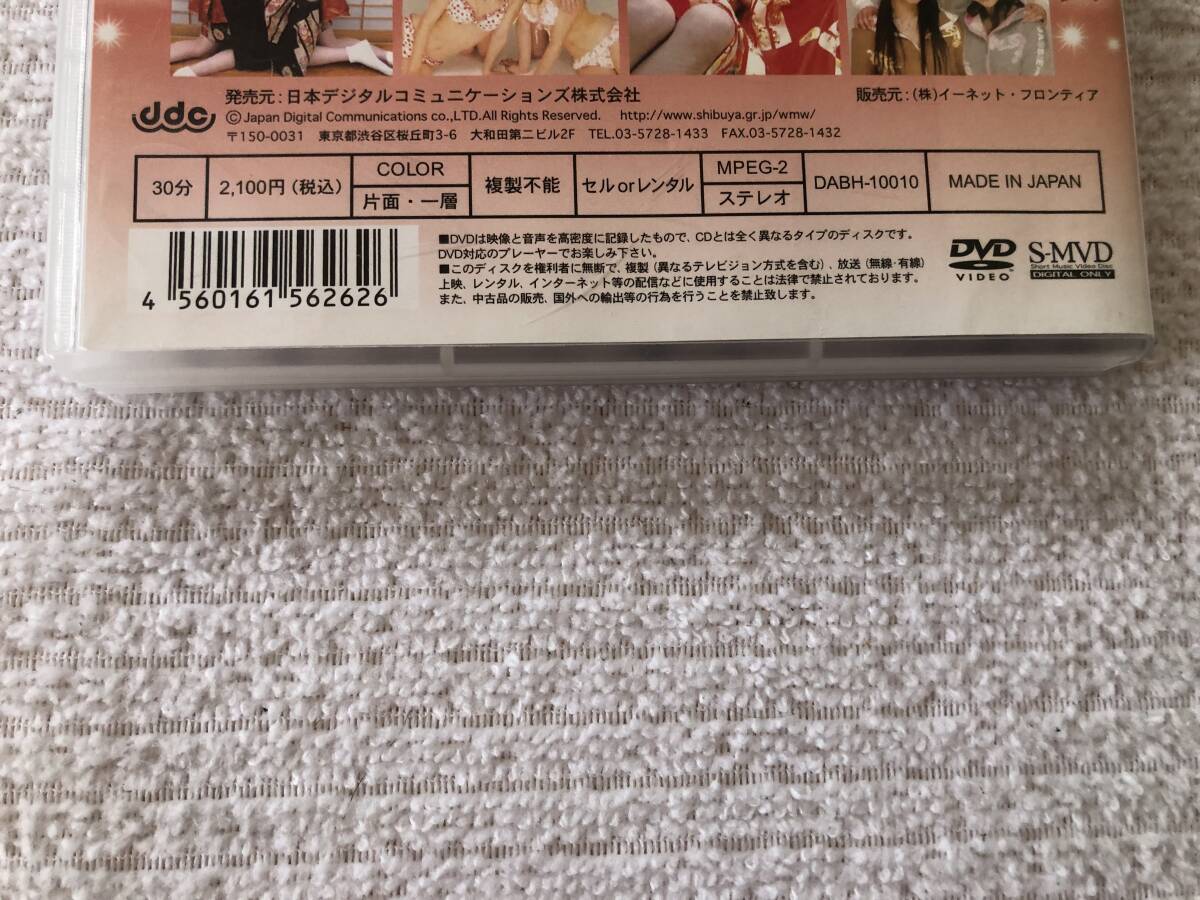 ddc
発売元:日本デジタルコミュニケーションズ株式会社
販売元:(株)イーネット・フロンティア
©Japan Digital Communications co.,LTD.All Rights Reserved. http://www.shibuya.gr.jp/wmw/
〒150-0031 東京都渋谷区桜丘町3-6 大和田第二ビル2F TEL.03-5728-1433 FAX.03-5728-1432
30分
2,100円(税込)
COLOR
片面・一層
複製不能
セルorレンタル
MPEG-2
ステレオ
DABH-10010
MADE IN JAPAN
4 560161 562626
■DVDは映像と音声を高密度に記録したもので、CDとは全く異なるタイプのディスクです。
DVD対応のプレーヤーでお楽しみ下さい。
■このディスクを権利者に無断で、複製(異なるテレビジョン方式を含む)、放送(無線・有線)
上映、レンタル、インターネット等の配信などに使用することは法律で禁止されております。
また、中古品の販売、国外への輸出等の行為を行うことを禁止致します。
DVD
VIDEO
S-MVD
Short Music Video Disc
DIGITAL ONLY